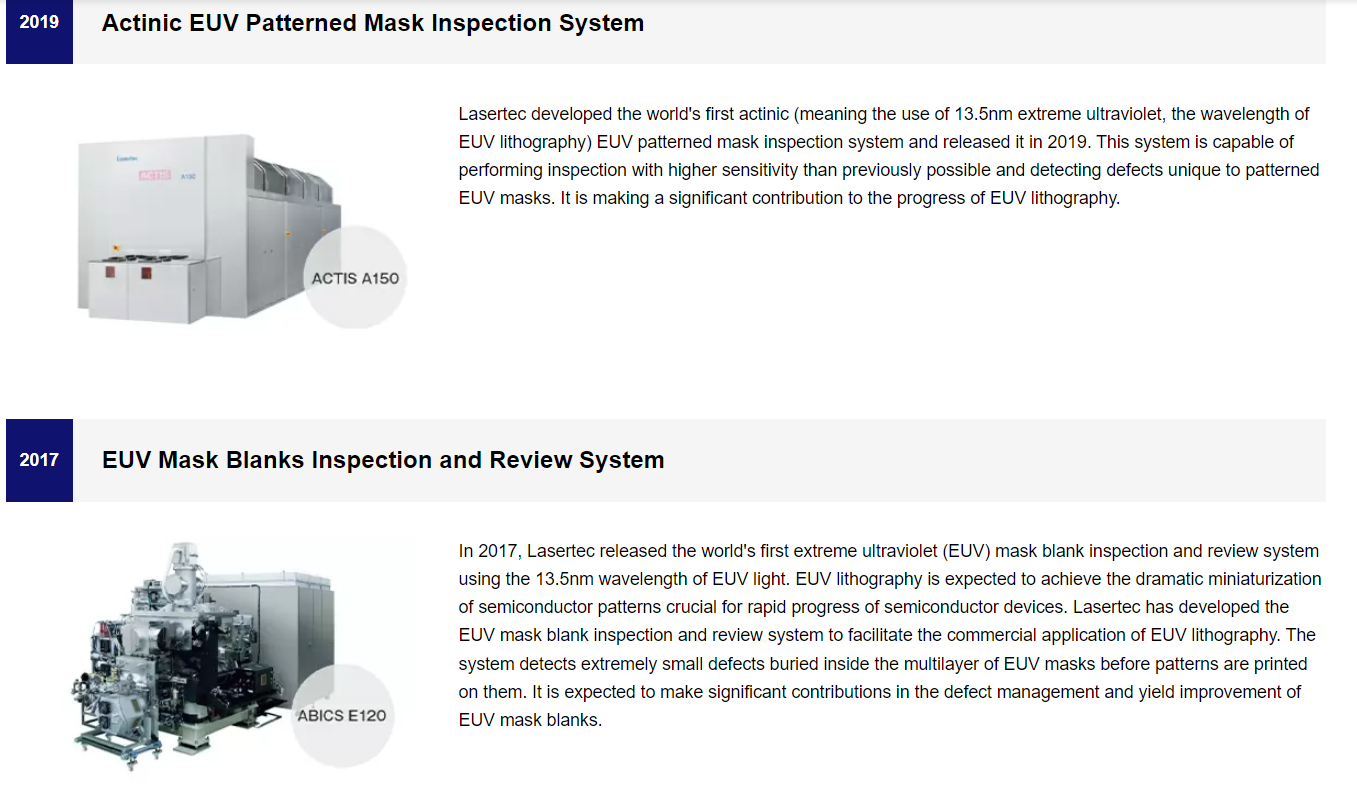 2019
Actinic EUV Patterned Mask Inspection System
Lasertec developed the world's first actinic (meaning the use of 13.5nm extreme ultraviolet, the wavelength of
EUV lithography) EUV patterned mask inspection system and released it in 2019. This system is capable of
performing inspection with higher sensitivity than previously possible and detecting defects unique to patterned
EUV masks. It is making a significant contribution to the progress of EUV lithography.
Lasertec
ACTIS A150
ACTIS A150
2017
EUV Mask Blanks Inspection and Review System
In 2017, Lasertec released the world's first extreme ultraviolet (EUV) mask blank inspection and review system
using the 13.5nm wavelength of EUV light. EUV lithography is expected to achieve the dramatic miniaturization
of semiconductor patterns crucial for rapid progress of semiconductor devices. Lasertec has developed the
EUV mask blank inspection and review system to facilitate the commercial application of EUV lithography. The
system detects extremely small defects buried inside the multilayer of EUV masks before patterns are printed
on them. It is expected to make significant contributions in the defect management and yield improvement of
EUV mask blanks.
ABICS E120